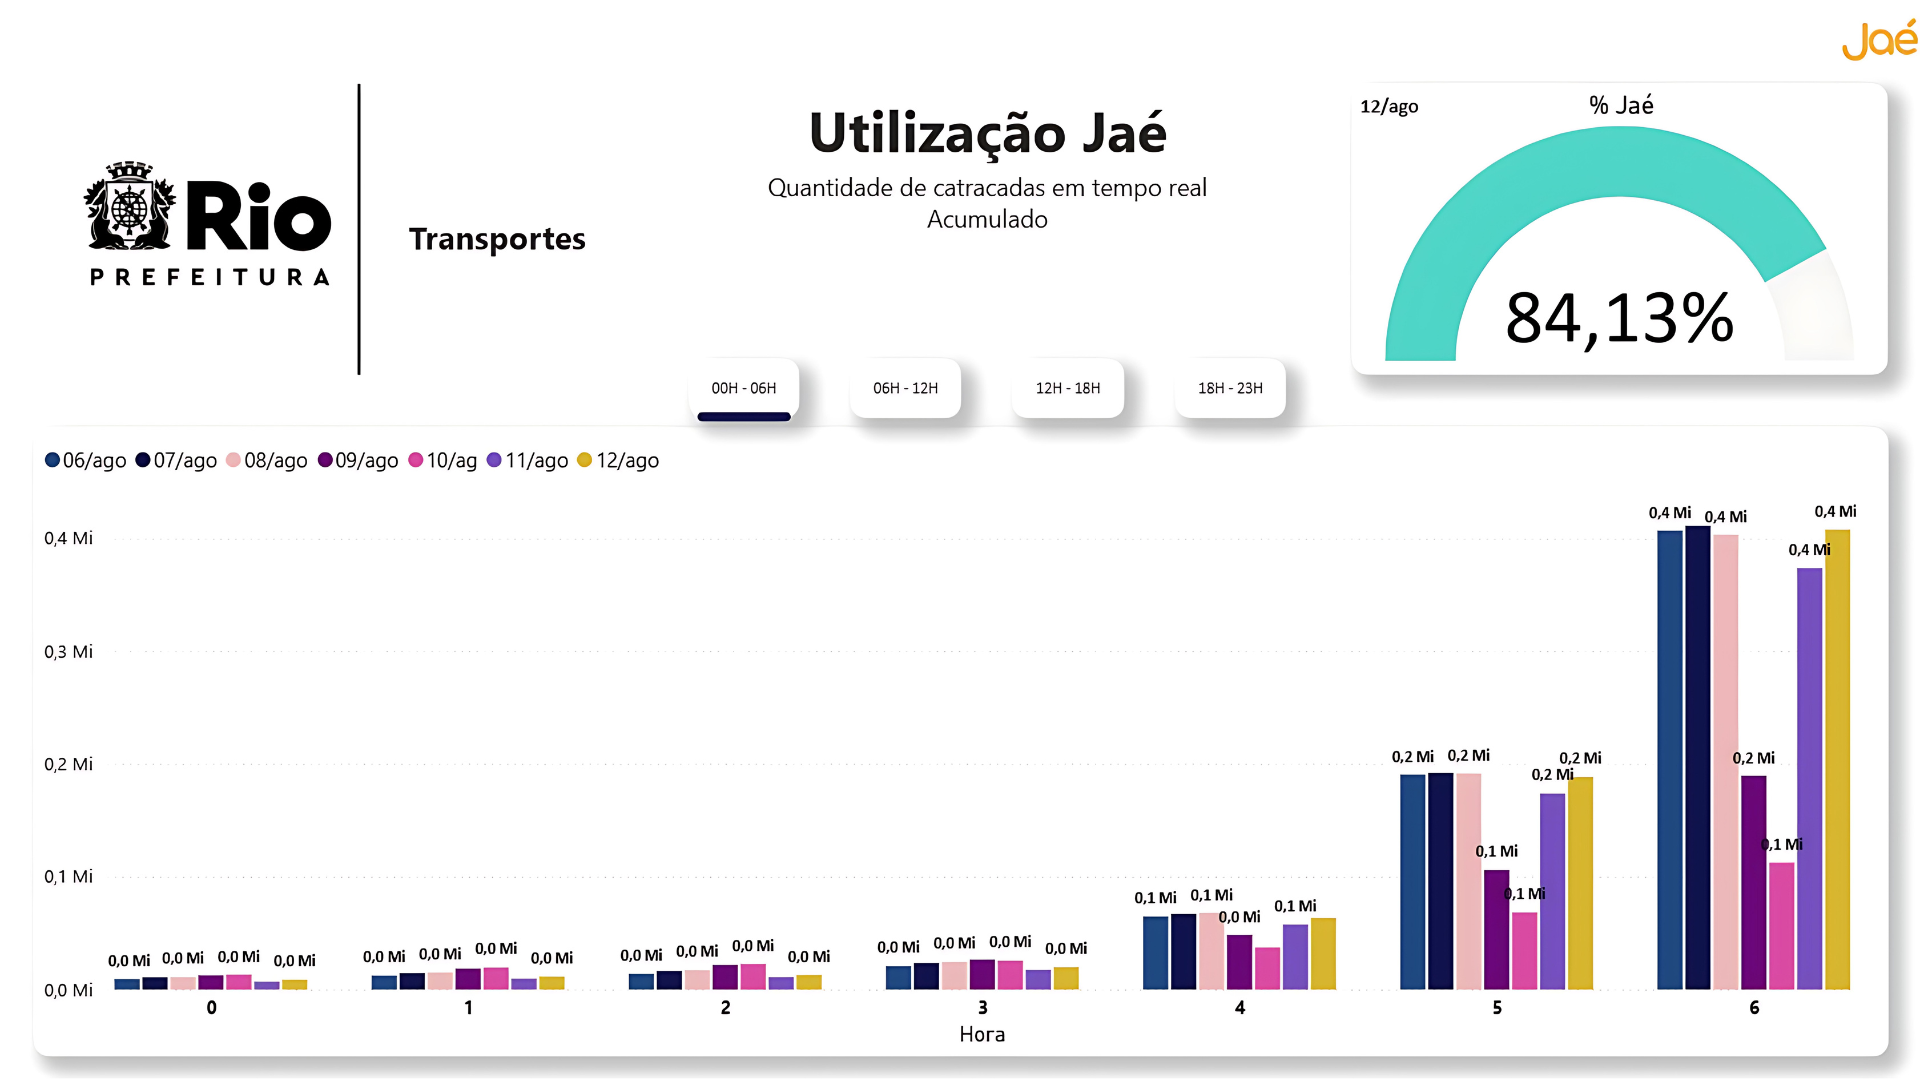 Jaé
Rio
PREFEITURA
Transportes
Utilização Jaé
Quantidade de catracadas em tempo real
Acumulado
12/ago
% Jaé
84,13%
00H - 06H
06H - 12H
12H - 18H
18H - 23H
06/ago 07/ago 08/ago 09/ago 10/ag 11/ago 12/ago
0,4 Mi
0,3 Mi
0,2 Mi
0,1 Mi
0,0 Mi
0,0 Mi 0,0 Mi 0,0 Mi 0,0 Mi
0,0 Mi 0,0 Mi 0,0 Mi 0,0 Mi
0,0 Mi 0,0 Mi 0,0 Mi 0,0 Mi
0,0 Mi 0,0 Mi 0,0 Mi 0,0 Mi
0,1 Mi 0,1 Mi 0,0 Mi 0,1 Mi
0,2 Mi 0,2 Mi 0,1 Mi 0,1 Mi 0,2 Mi 0,2 Mi
0,4 Mi 0,4 Mi 0,2 Mi 0,1 Mi 0,4 Mi 0,4 Mi
0 1 2 3 4 5 6
Hora